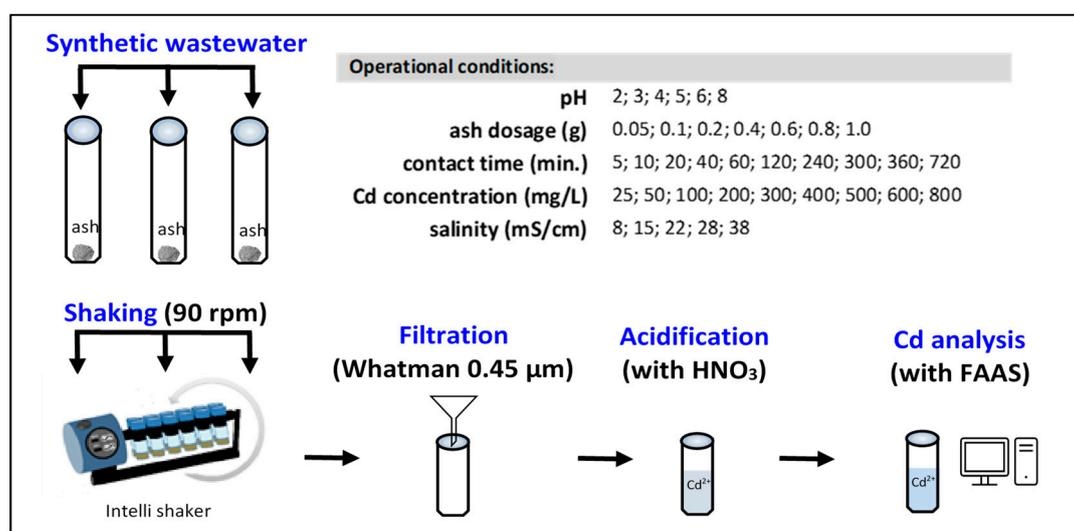 Synthetic wastewater
ash
ash
ash
Operational conditions:
pH 2; 3; 4; 5; 6; 8
ash dosage (g) 0.05; 0.1; 0.2; 0.4; 0.6; 0.8; 1.0
contact time (min.) 5; 10; 20; 40; 60; 120; 240; 300; 360; 720
Cd concentration (mg/L) 25; 50; 100; 200; 300; 400; 500; 600; 800
salinity (mS/cm) 8; 15; 22; 28; 38
Shaking (90 rpm)
Intelli shaker
Filtration
(Whatman 0.45 µm)
Acidification
(with HNO₃)
Cd²⁺
Cd analysis
(with FAAS)
Cd²⁺